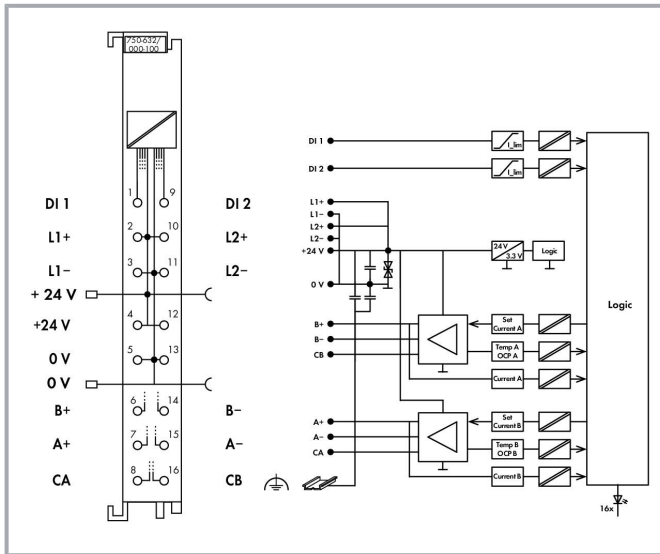 750-632/
000-100
1 9
DI 1 DI 2
2 10
L1+ L2+
3 11
L1− L2−
+ 24 V
4 12
+24 V
5 13
0 V
0 V
6 14
B+ B−
7 15
A+ A−
8 16
CA CB
DI 1 I_lim
DI 2 I_lim
L1+
L1−
L2+
L2−
+24 V
24 V
3.3 V
Logic
0 V
Logic
B+
B−
CB
Set
Current A
Temp A
OCP A
Current A
A+
A−
CA
Set
Current B
Temp B
OCP B
Current B
16x